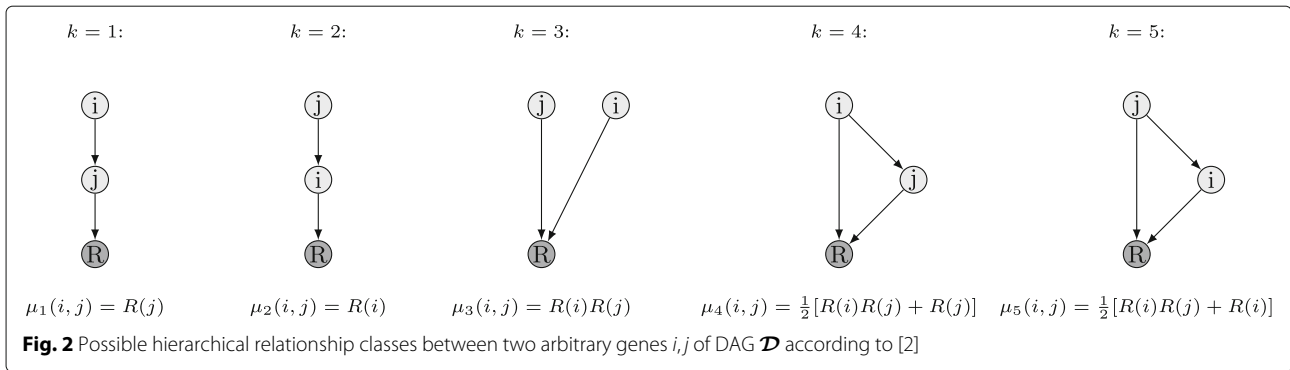 k = 1: k = 2: k = 3: k = 4: k = 5:
i j j i i j
j i j i
R R R R R
μ₁(i, j) = R(j) μ₂(i, j) = R(i) μ₃(i, j) = R(i)R(j) μ₄(i, j) = ½[R(i)R(j) + R(j)] μ₅(i, j) = ½[R(i)R(j) + R(i)]
Fig. 2 Possible hierarchical relationship classes between two arbitrary genes i, j of DAG 𝓓 according to [2]